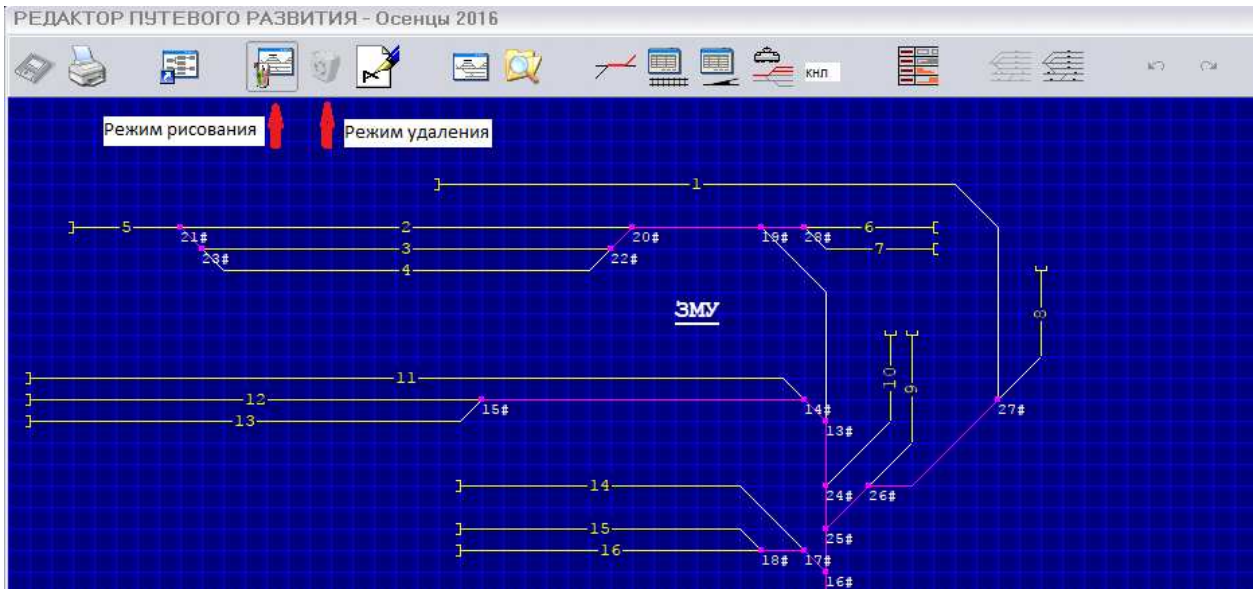 РЕДАКТОР ПУТЕВОГО РАЗВИТИЯ - Осенцы 2016
КНЛ
Режим рисования
Режим удаления
1
5 2 6
21# 20# 19# 28#
3 7
23# 22#
4
8
ЗМУ
10 9
11
12
15# 14# 27#
13
13#
14
24# 26#
15
25#
16
18# 17#
16#